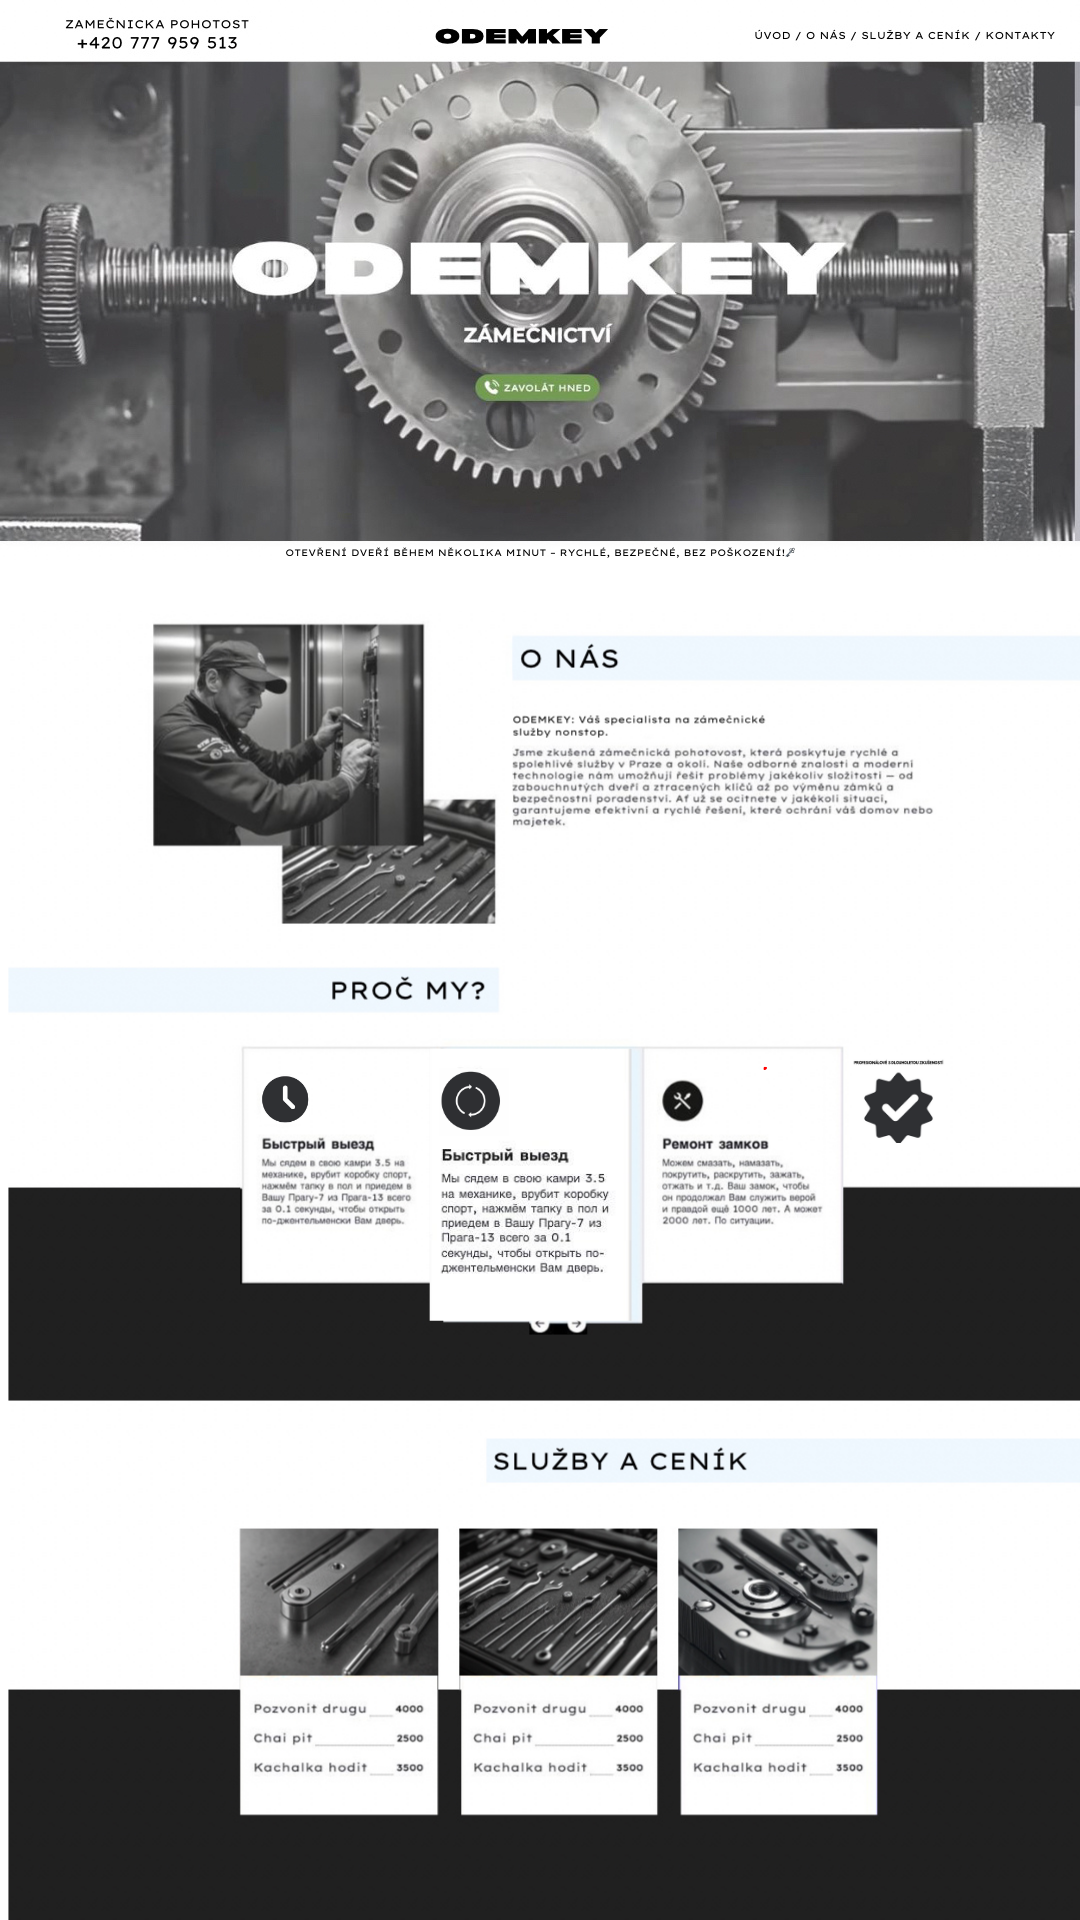 ZAMEČNICKA POHOTOST
+420 777 959 513
ODEMKEY
ÚVOD / O NÁS / SLUŽBY A CENÍK / KONTAKTY
ODEMKEY
ZÁMEČNICTVÍ
ZAVOLÁT HNED
OTEVŘENÍ DVEŘÍ BĚHEM NĚKOLIKA MINUT – RYCHLÉ, BEZPEČNÉ, BEZ POŠKOZENÍ!
O NÁS
ODEMKEY: Váš specialista na zámečnické
služby nonstop.
Jsme zkušená zámečnická pohotovost, která poskytuje rychlé a
spolehlivé služby v Praze a okolí. Naše odborné znalosti a moderní
technologie nám umožňují řešit problémy jakékoliv složitosti — od
zabouchnutých dveří a ztracených klíčů až po výměnu zámků a
bezpečnostní poradenství. Ať už se ocitnete v jakékoli situaci,
garantujeme efektivní a rychlé řešení, které ochrání váš domov nebo
majetek.
PROČ MY?
Быстрый выезд
Мы сядем в свою камри 3.5 на
механике, врубит коробку спорт,
нажмём тапку в пол и приедем в
Вашу Прагу-7 из Прага-13 всего
за 0.1 секунды, чтобы открыть
по-джентельменски Вам дверь.
Быстрый выезд
Мы сядем в свою камри 3.5
на механике, врубит коробку
спорт, нажмём тапку в пол и
приедем в Вашу Прагу-7 из
Прага-13 всего за 0.1
секунды, чтобы открыть по-
джентельменски Вам дверь.
Ремонт замков
Можем смазать, намазать,
покрутить, раскрутить, зажать,
отжать и т.д. Ваш замок, чтобы
он продолжал Вам служить верой
и правдой ещё 1000 лет. А может
2000 лет. По ситуации.
PROFESIONÁLOVÉ S DLOUHOLETOU ZKUŠENOSTÍ
SLUŽBY A CENÍK
Pozvonit drugu ___ 4000
Chai pit ___ 2500
Kachalka hodit ___ 3500
Pozvonit drugu ___ 4000
Chai pit ___ 2500
Kachalka hodit ___ 3500
Pozvonit drugu ___ 4000
Chai pit ___ 2500
Kachalka hodit ___ 3500